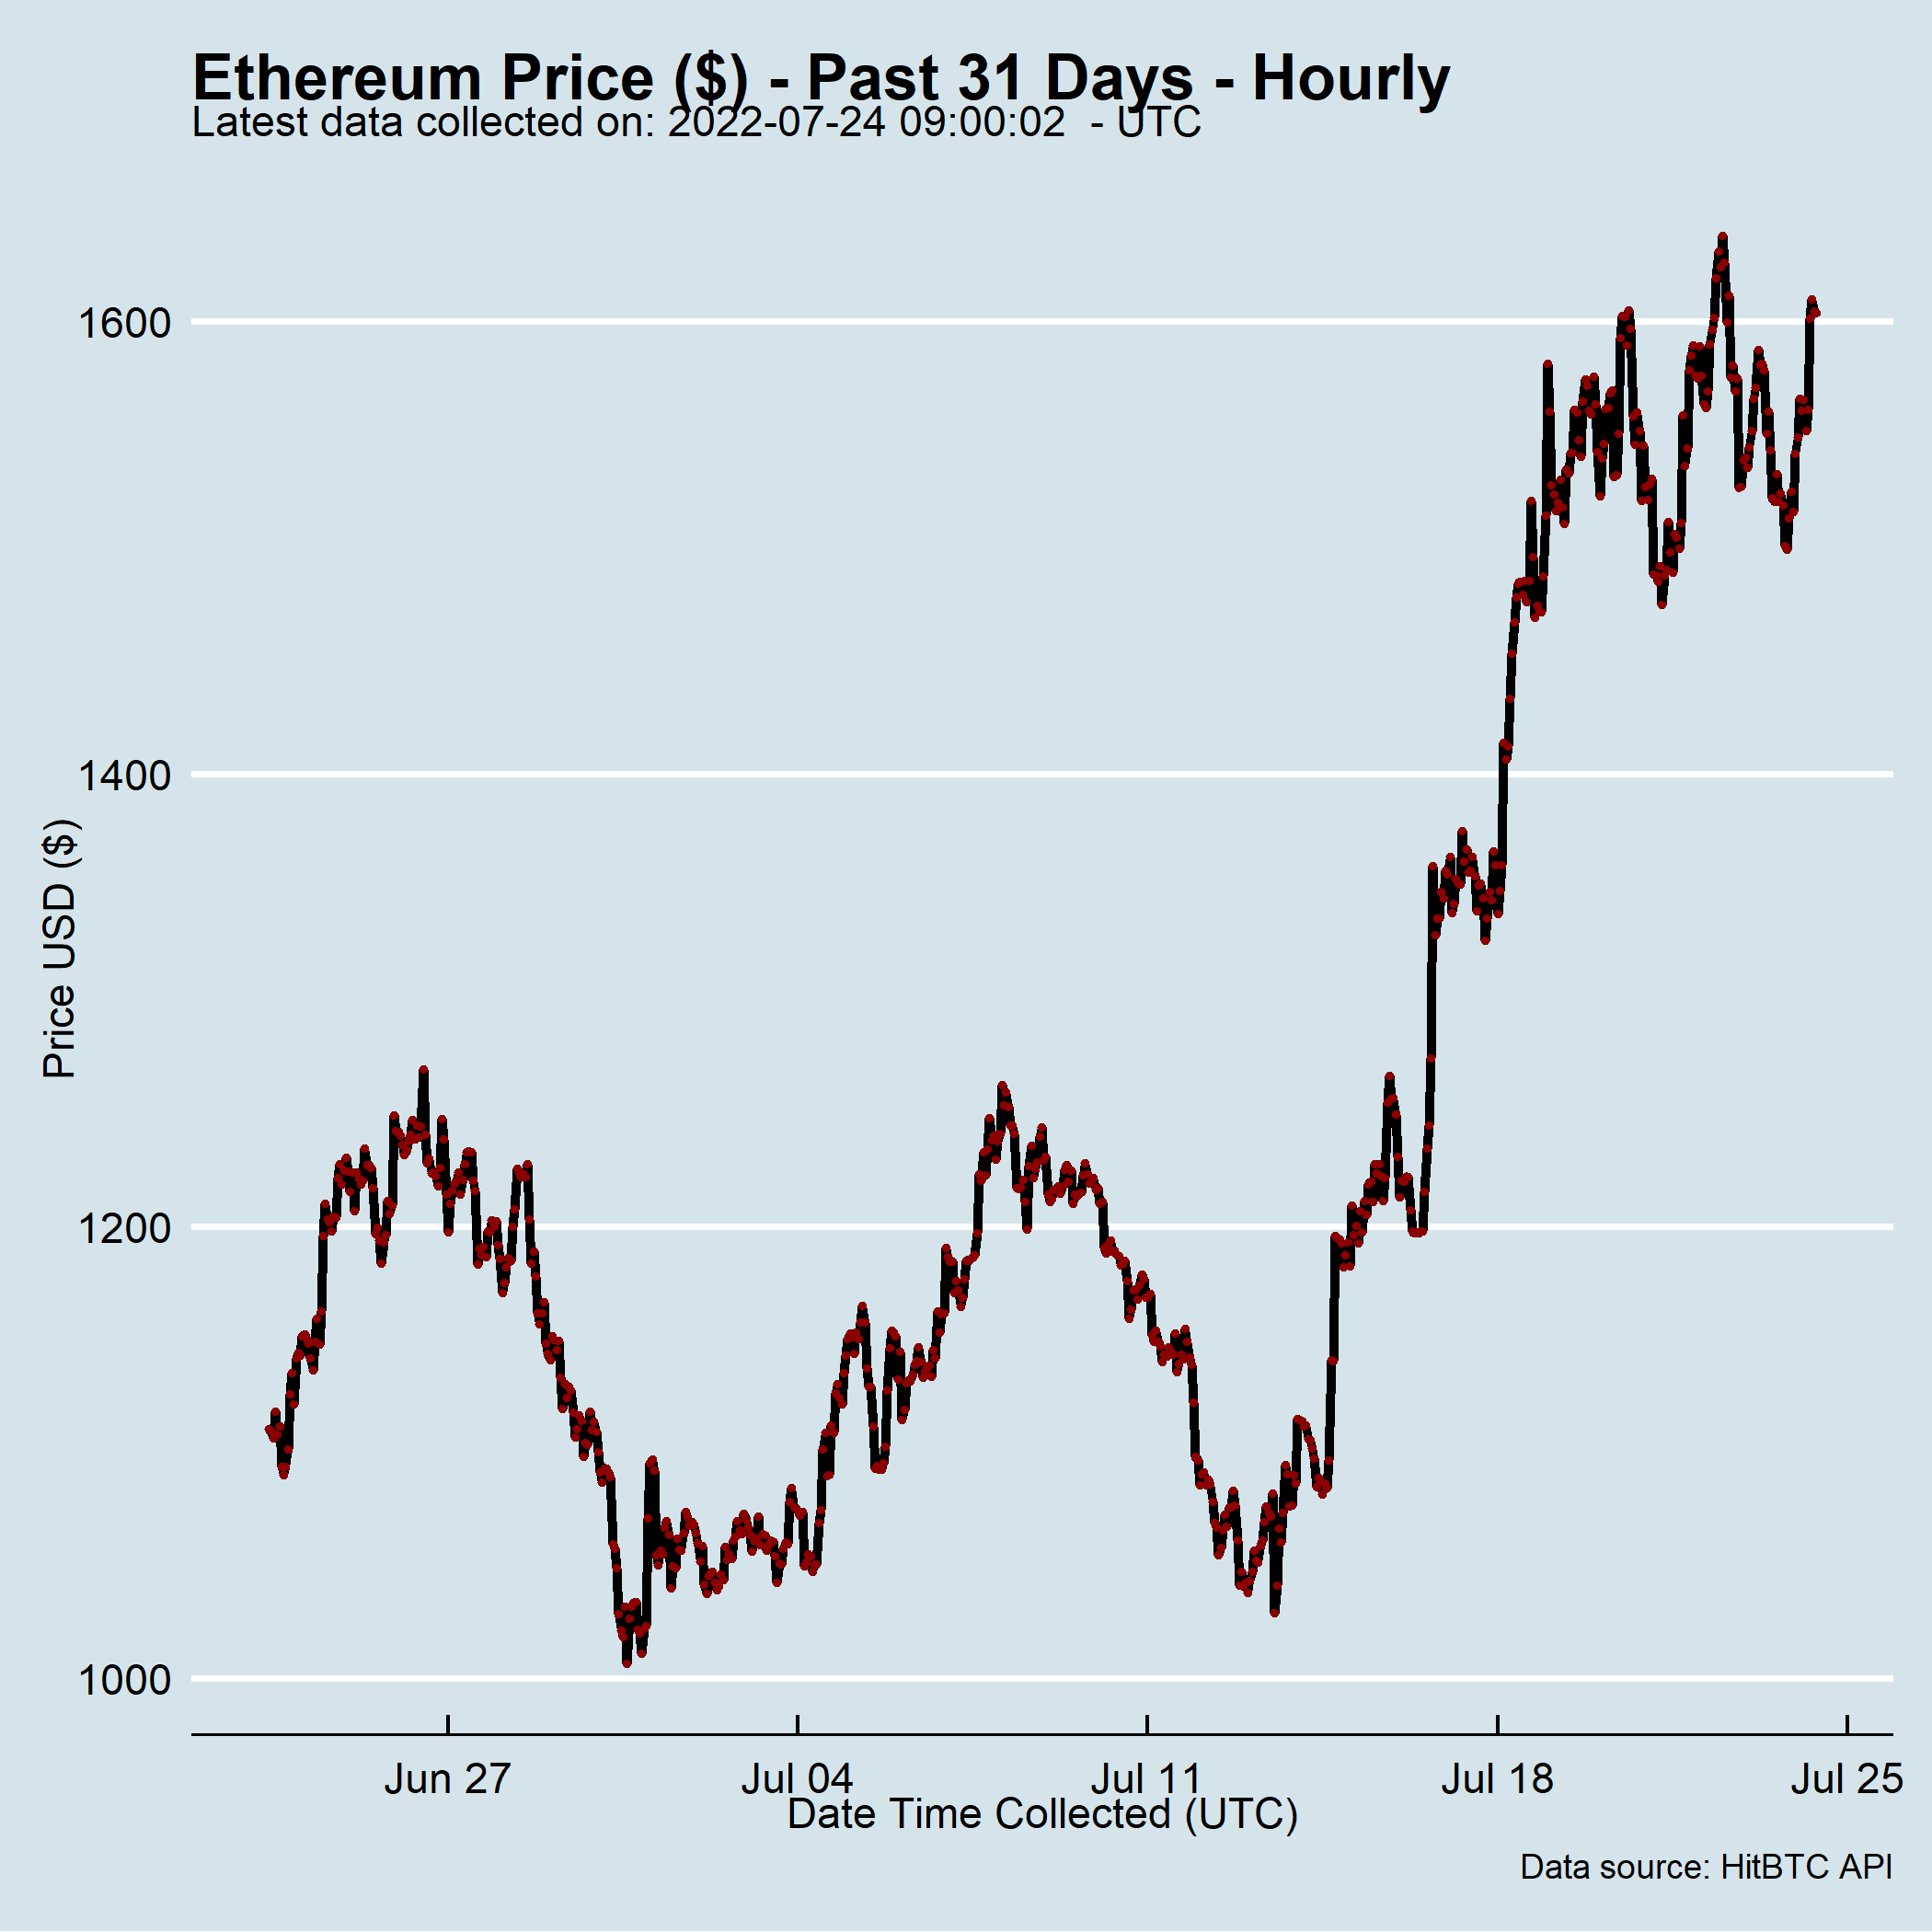 Ethereum Price ($) - Past 31 Days - Hourly
Latest data collected on: 2022-07-24 09:00:02  - UTC
1600
1400
1200
1000
Price USD ($)
Jun 27
Jul 04
Jul 11
Jul 18
Jul 25
Date Time Collected (UTC)
Data source: HitBTC API